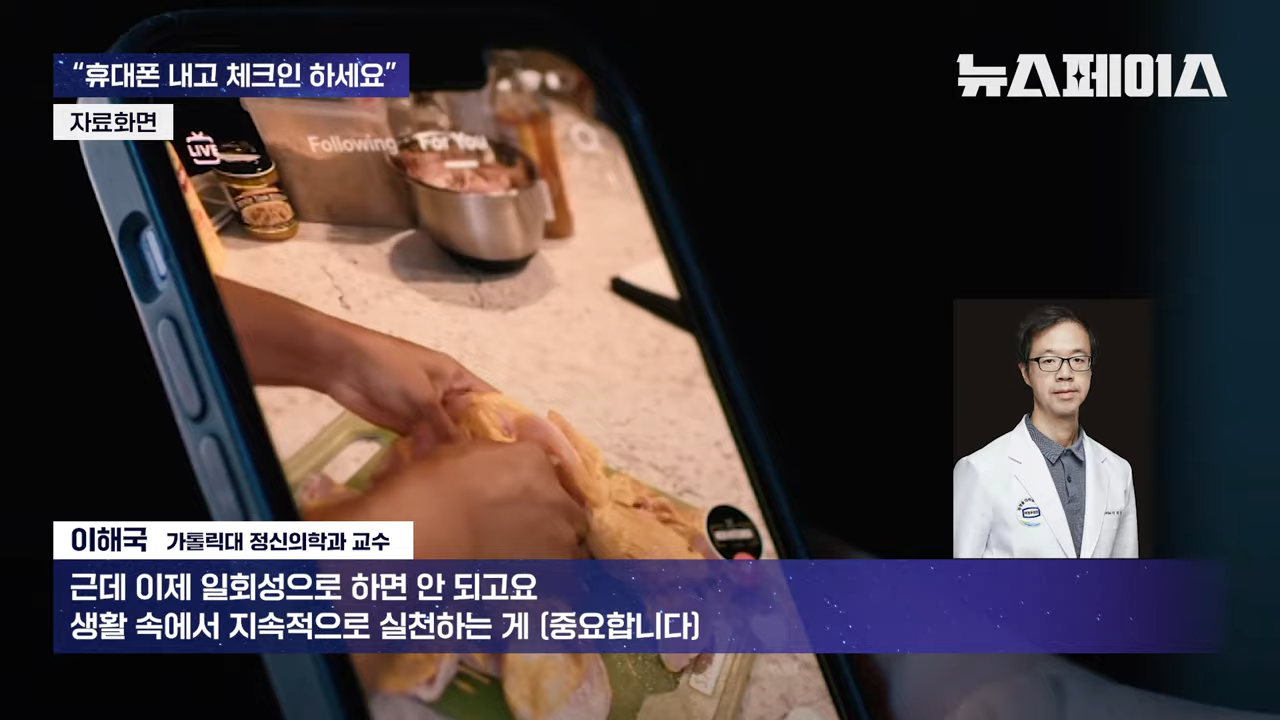 “휴대폰 내고 체크인 하세요”
뉴스페이스
자료화면
LIVE
Following
For You
이해국 가톨릭대 정신의학과 교수
근데 이제 일회성으로 하면 안 되고요
생활 속에서 지속적으로 실천하는 게 (중요합니다)